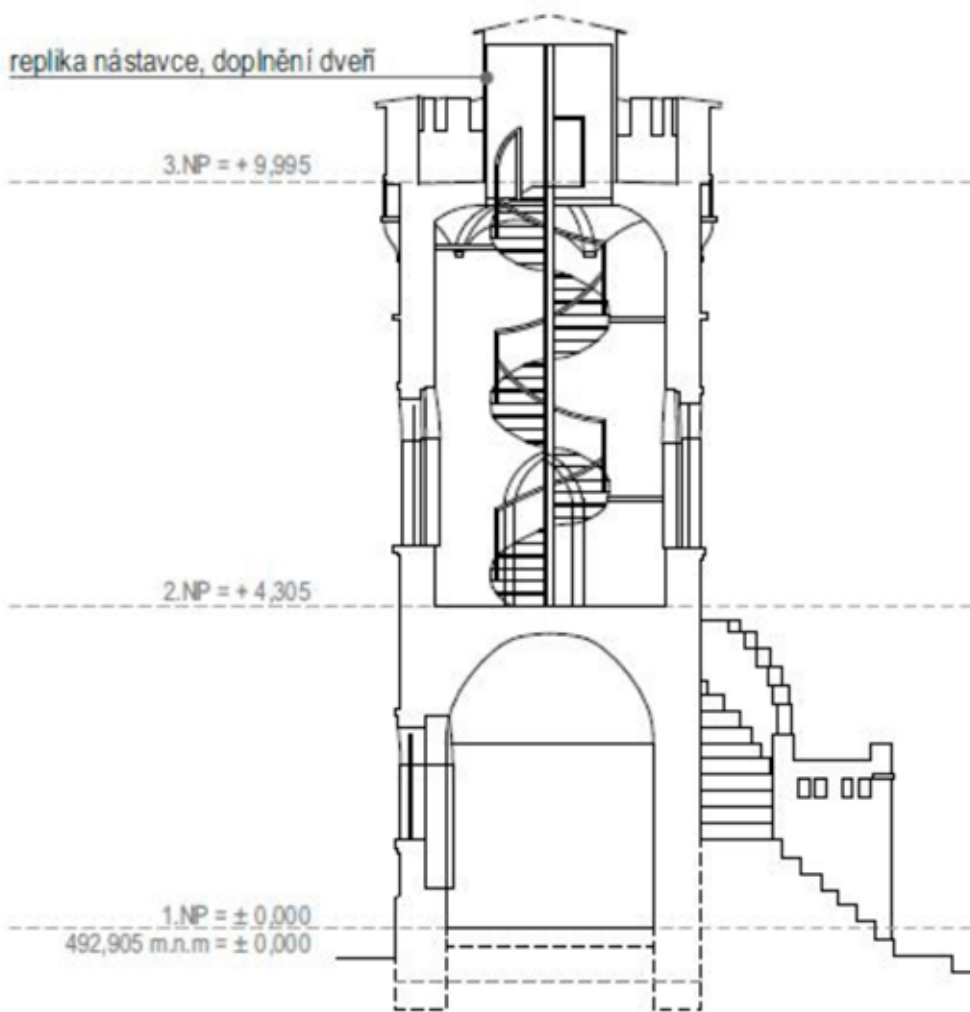 replika nástavce, doplnění dveří
3.NP = + 9,995
2.NP = + 4,305
1.NP = ± 0,000
492,905 m.n.m = ± 0,000